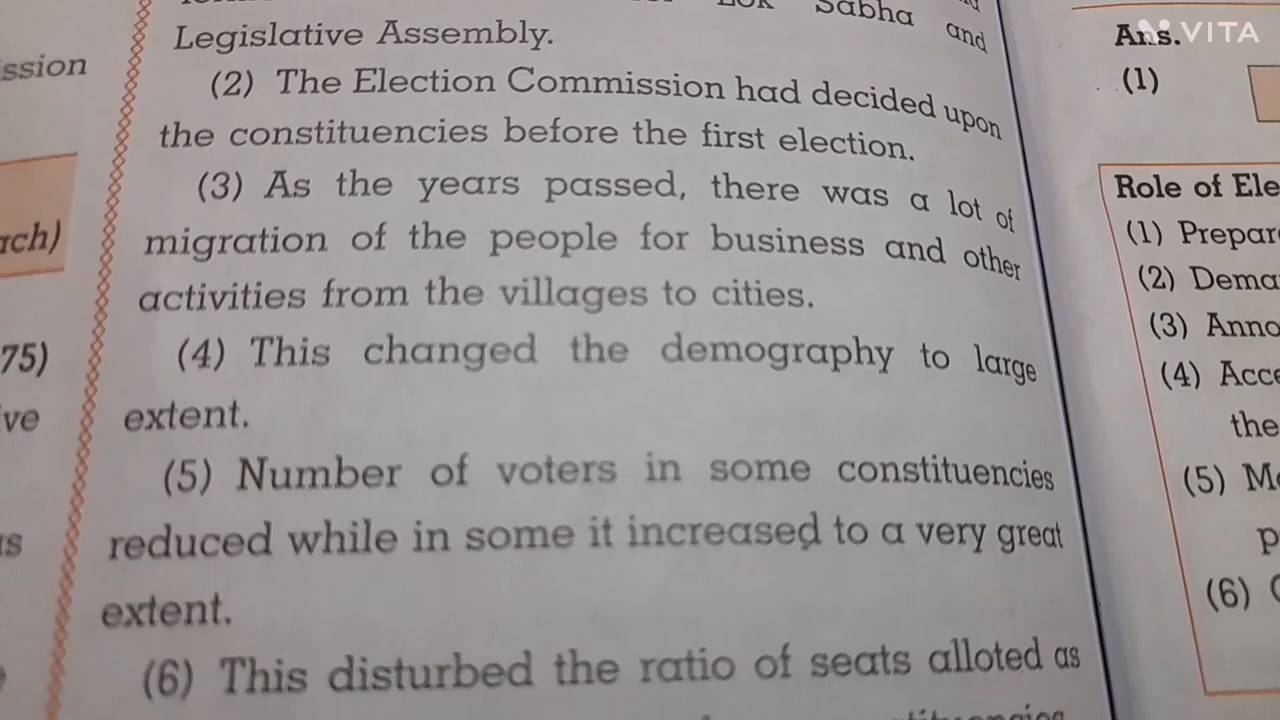 Sabha and
Legislative Assembly.
(2) The Election Commission had decided upon
the constituencies before the first election.
(3) As the years passed, there was a lot of
migration of the people for business and other
activities from the villages to cities.
(4) This changed the demography to large
extent.
(5) Number of voters in some constituencies
reduced while in some it increased to a very great
extent.
(6) This disturbed the ratio of seats alloted as
ssion
75)
Ans.
(1)
Role of Ele
(1) Prepar
(2) Dema
(3) Anno
(4) Acce
the
(5)
(6)
VITA